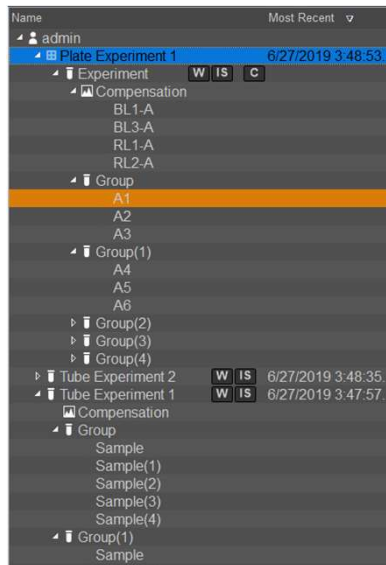 Name Most Recent
admin
Plate Experiment 1 6/27/2019 3:48:53.
Experiment W IS C
Compensation
BL1-A
BL3-A
RL1-A
RL2-A
Group
A1
A2
A3
Group(1)
A4
A5
A6
Group(2)
Group(3)
Group(4)
Tube Experiment 2 W IS 6/27/2019 3:48:35.
Tube Experiment 1 W IS 6/27/2019 3:47:57.
Compensation
Group
Sample
Sample(1)
Sample(2)
Sample(3)
Sample(4)
Group(1)
Sample